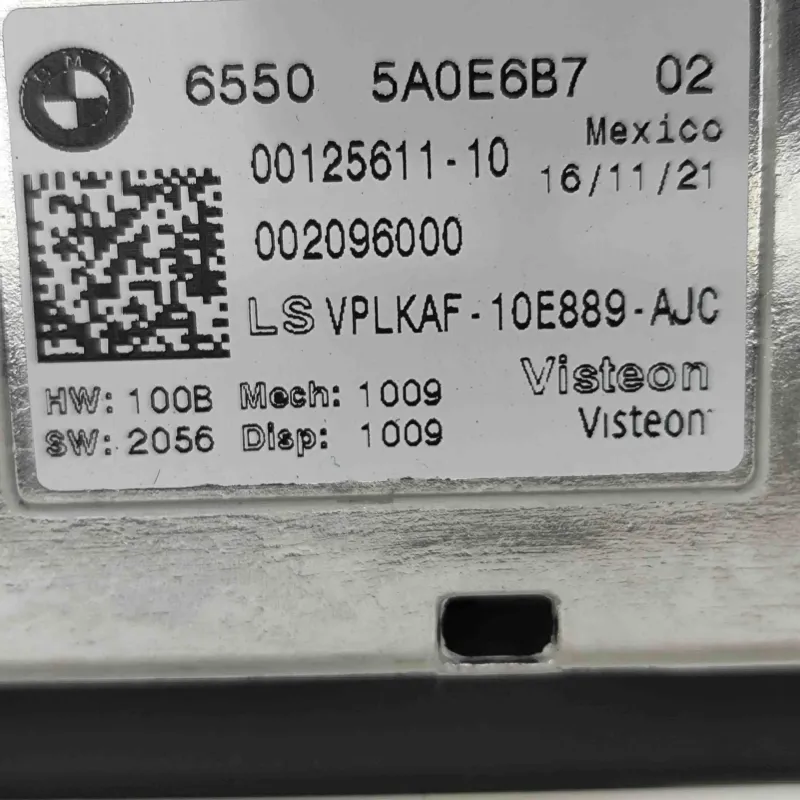 BMW
6550 5A0E6B7 02
Mexico
00125611-10 16/11/21
002096000
LS VPLKAF-10E889-AJC
Visteon
HW: 100B Mech: 1009
Visteon
SW: 2056 Disp: 1009